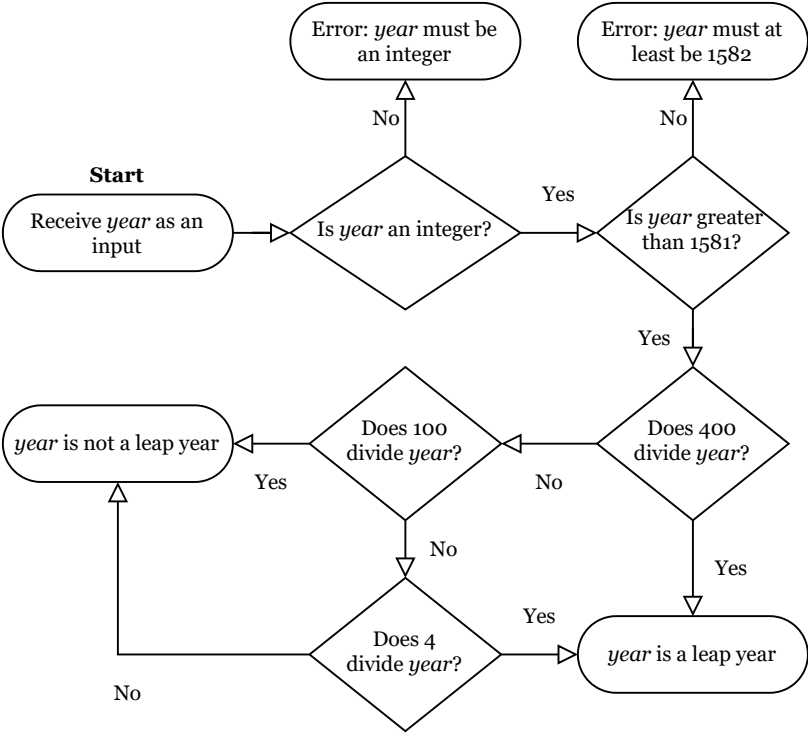 Error: year must be
an integer
Error: year must at
least be 1582
No
No
Start
Receive year as an
input
Is year an integer?
Yes
Is year greater
than 1581?
Yes
year is not a leap year
Yes
Does 100
divide year?
No
Does 400
divide year?
No
Yes
Does 4
divide year?
Yes
year is a leap year
No